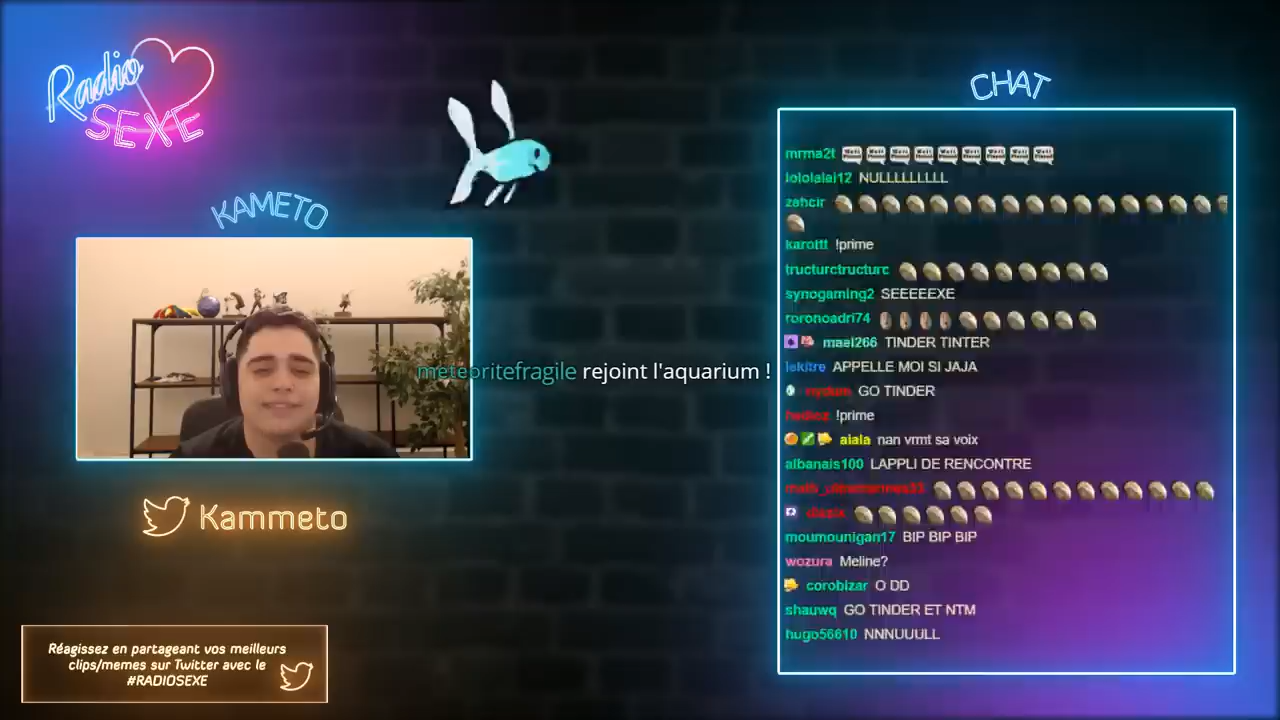 Radio
SEXE
KAMETO
Kammeto
Réagissez en partageant vos meilleurs
clips/memes sur Twitter avec le
#RADIOSEXE
meteoritefragile rejoint l'aquarium !
CHAT
mrma2t
lololalal12 NULLLLLLLLL
zahcir
karottt !prime
tructurctructurc
synogaming2 SEEEEEXE
roronoadri74
mael266 TINDER TINTER
lekitre APPELLE MOI SI JAJA
GO TINDER
hadioz !prime
aiala nan vrmt sa voix
albanais100 LAPPLI DE RENCONTRE
moumounigan17 BIP BIP BIP
wozura Meline?
corobizar O DD
shauwq GO TINDER ET NTM
hugo56610 NNNUUULL